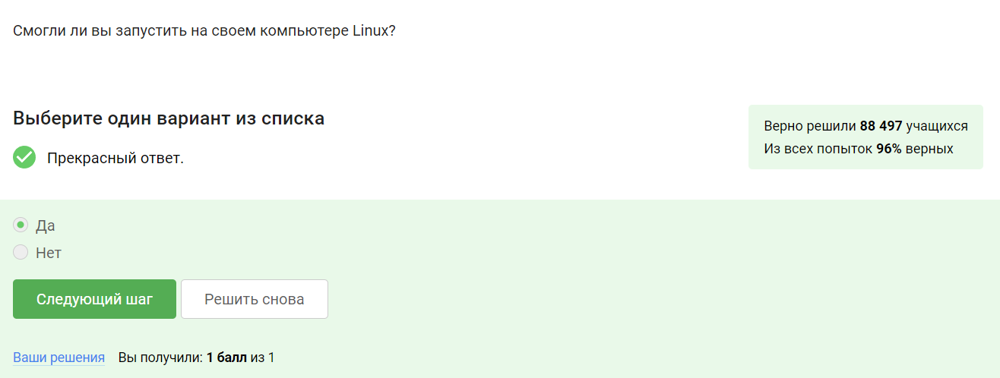 Смогли ли вы запустить на своем компьютере Linux?
Выберите один вариант из списка
Прекрасный ответ.
Верно решили 88 497 учащихся
Из всех попыток 96% верных
Да
Нет
Следующий шаг
Решить снова
Ваши решения Вы получили: 1 балл из 1